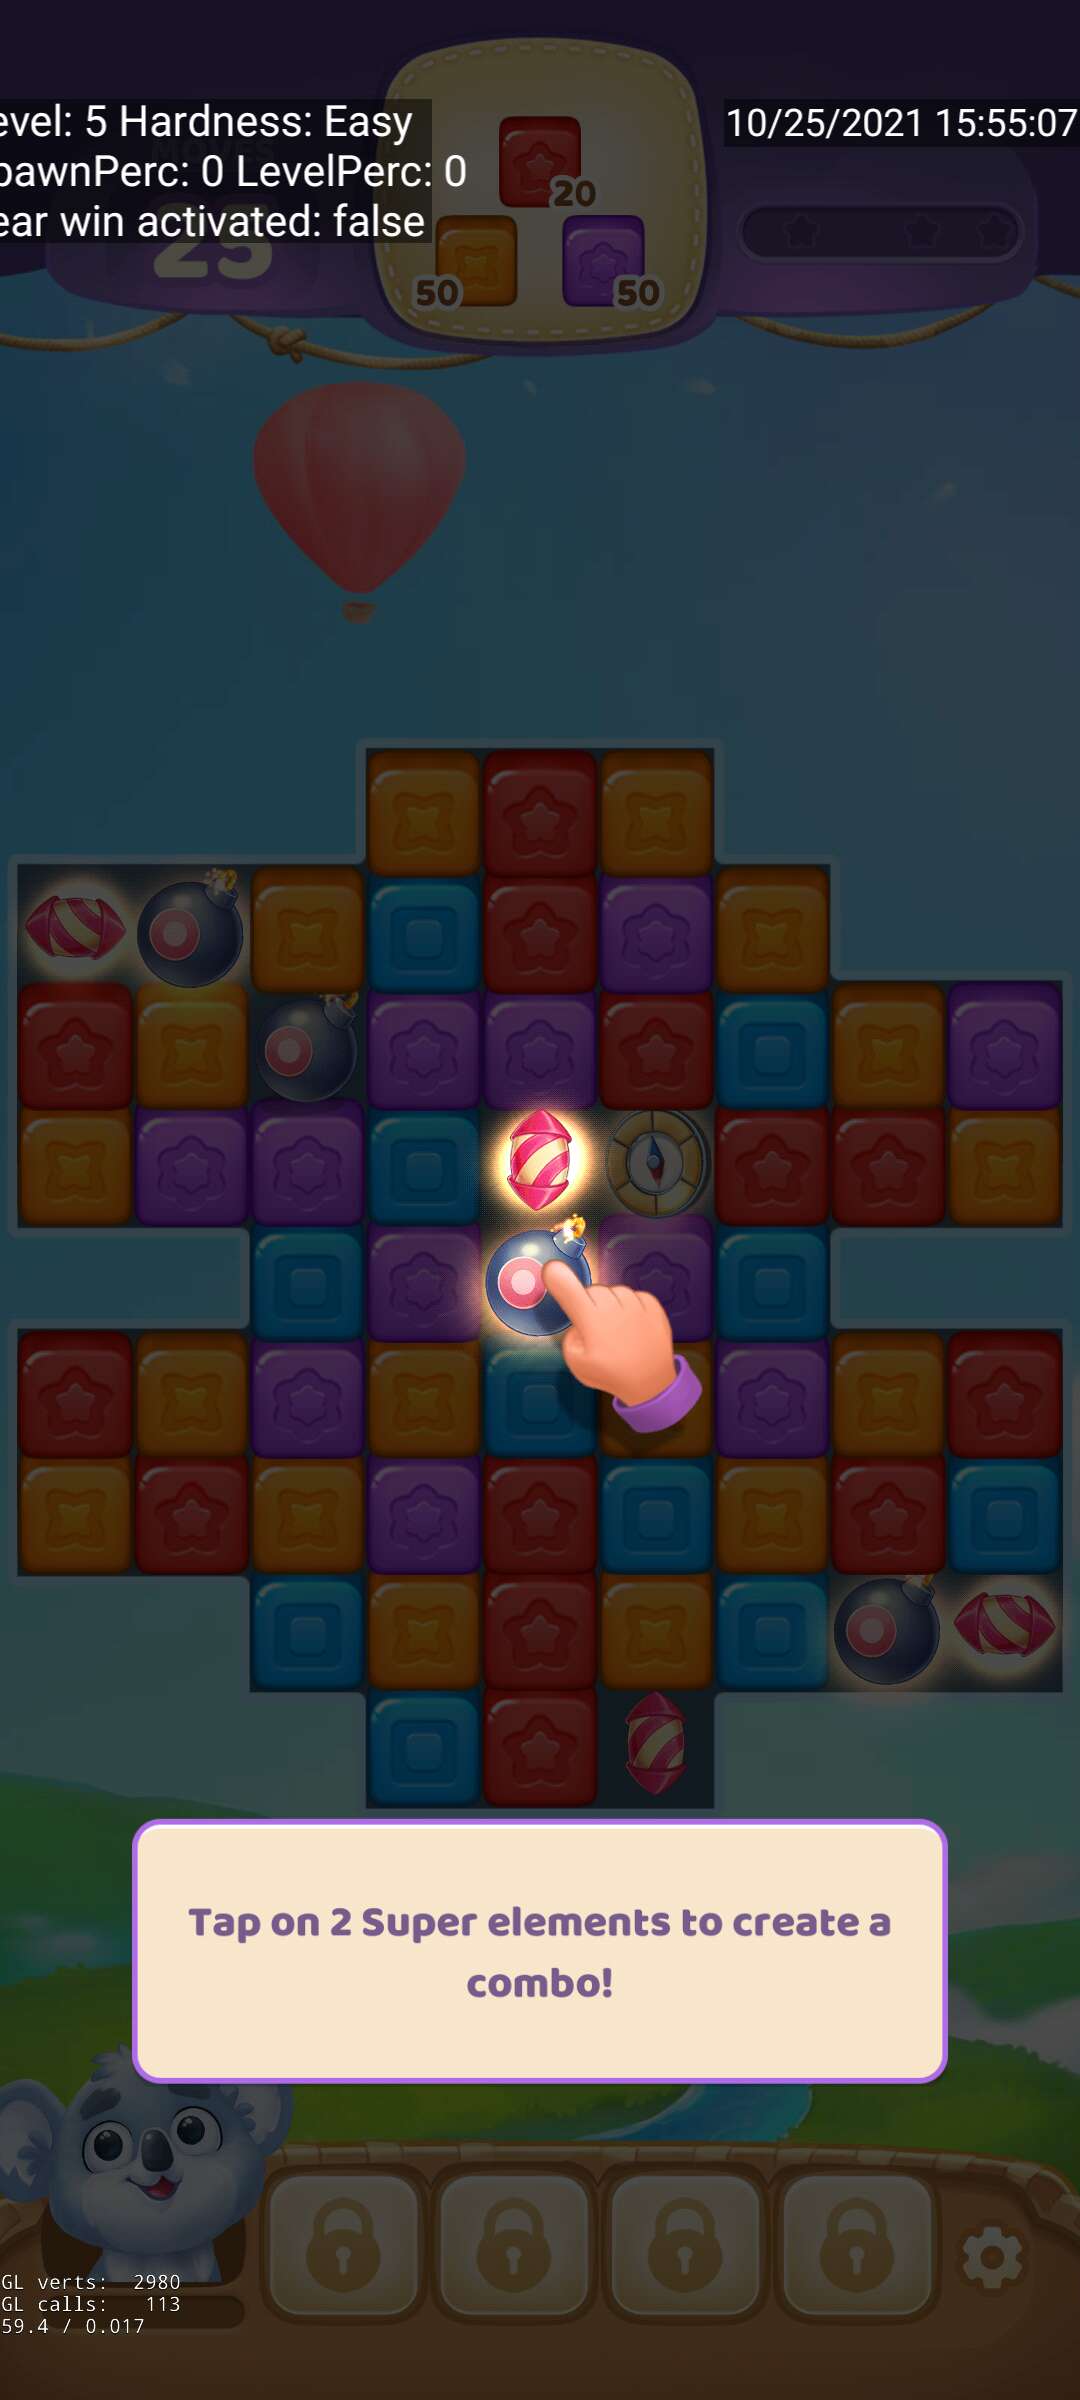 evel: 5 Hardness: Easy
pawnPerc: 0 LevelPerc: 0
ear win activated: false
10/25/2021 15:55:07
25
20
50
50
Tap on 2 Super elements to create a
combo!
GL verts: 2980
GL calls: 113
59.4 / 0.017